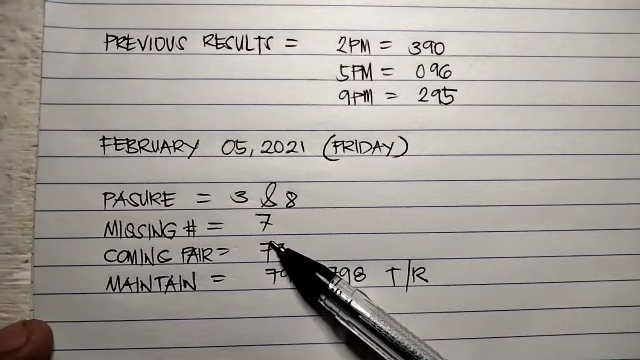 PREVIOUS RESULTS = 2PM = 390
5PM = 096
9PM = 295
FEBRUARY 05, 2021 (FRIDAY)
PASURE = 3 & 8
MISSING # = 7
COMING PAIR =
MAINTAIN = 798 T/R